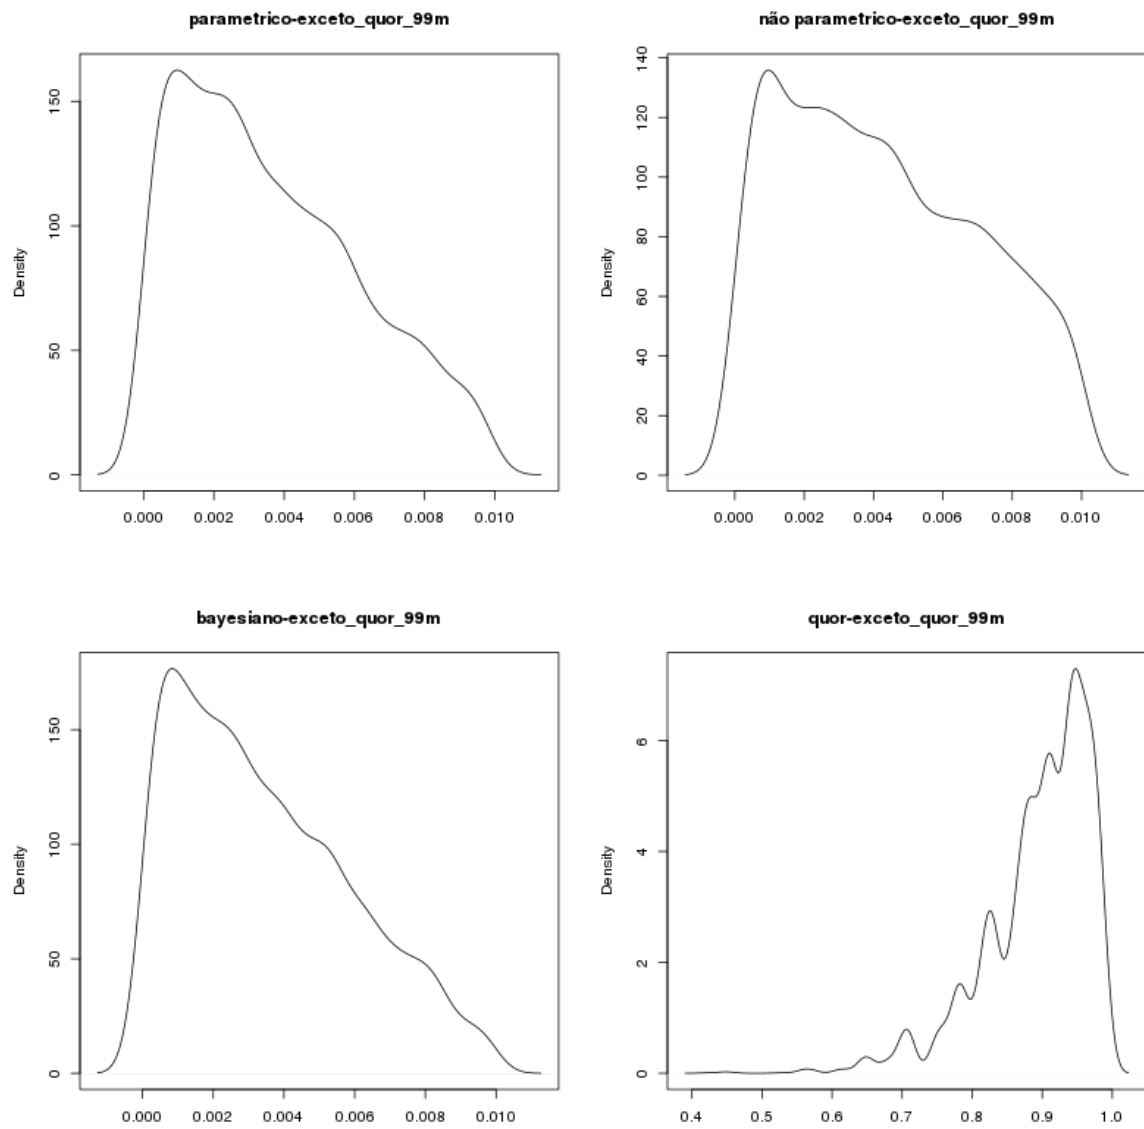 parametrico-exceto_quor_99m
Density
0
50
100
150
0.000 0.002 0.004 0.006 0.008 0.010
não parametrico-exceto_quor_99m
Density
0
20
40
60
80
100
120
140
0.000 0.002 0.004 0.006 0.008 0.010
bayesiano-exceto_quor_99m
Density
0
50
100
150
0.000 0.002 0.004 0.006 0.008 0.010
quor-exceto_quor_99m
Density
0
2
4
6
0.4 0.5 0.6 0.7 0.8 0.9 1.0